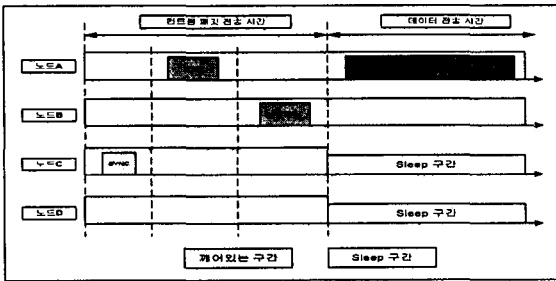 컨트롤 패킷 전송 시간
데이터 전송 시간
노드A
노드B
노드C
SYNC
Sleep 구간
노드D
Sleep 구간
깨어있는 구간
Sleep 구간